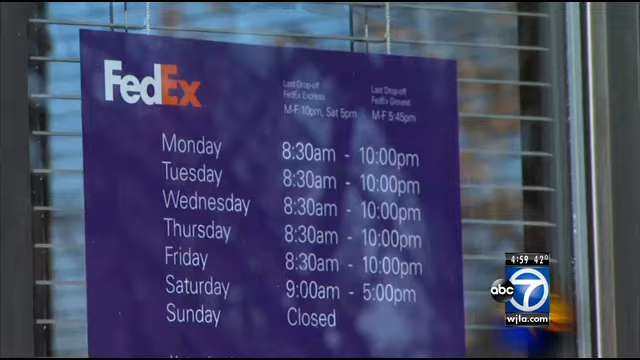 FedEx
Last Drop-off
FedEx Express
M-F 10pm, Sat 5pm
Last Drop-off
FedEx Ground
M-F 5:45pm
Monday 8:30am - 10:00pm
Tuesday 8:30am - 10:00pm
Wednesday 8:30am - 10:00pm
Thursday 8:30am - 10:00pm
Friday 8:30am - 10:00pm
Saturday 9:00am - 5:00pm
Sunday Closed
4:59 42°
abc 7
wjla.com